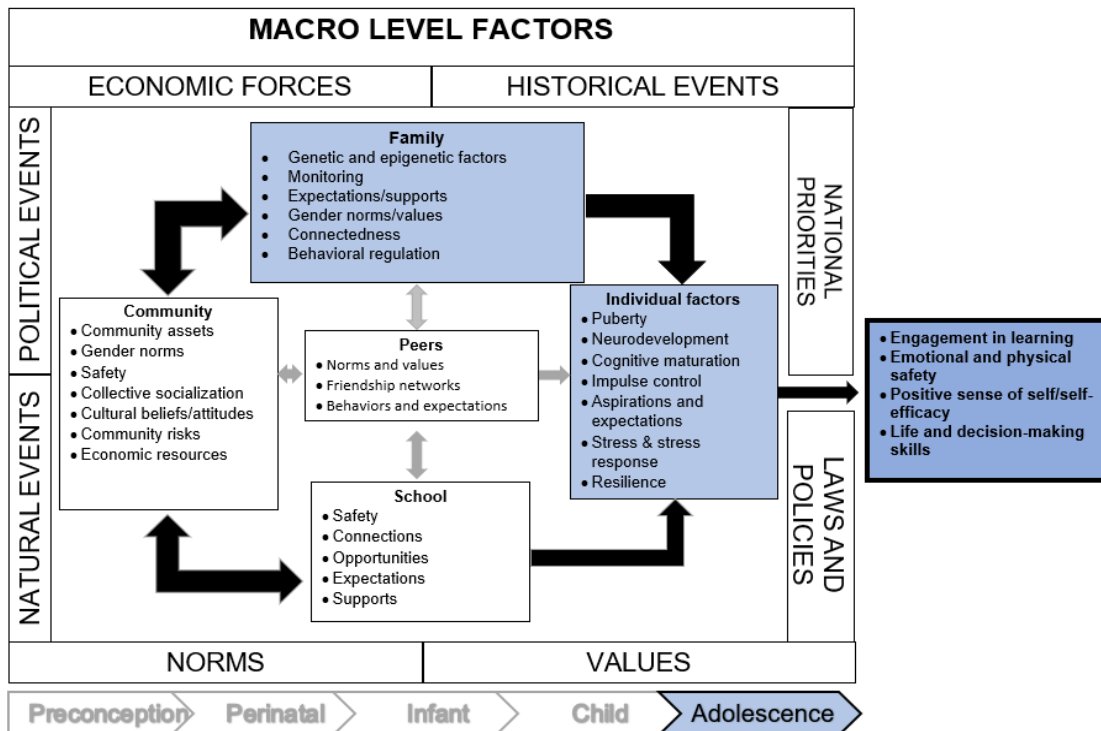 MACRO LEVEL FACTORS
ECONOMIC FORCES
HISTORICAL EVENTS
POLITICAL EVENTS
NATURAL EVENTS
Family
• Genetic and epigenetic factors
• Monitoring
• Expectations/supports
• Gender norms/values
• Connectedness
• Behavioral regulation
Community
• Community assets
• Gender norms
• Safety
• Collective socialization
• Cultural beliefs/attitudes
• Community risks
• Economic resources
Peers
• Norms and values
• Friendship networks
• Behaviors and expectations
School
• Safety
• Connections
• Opportunities
• Expectations
• Supports
Individual factors
• Puberty
• Neurodevelopment
• Cognitive maturation
• Impulse control
• Aspirations and
expectations
• Stress & stress
response
• Resilience
NATIONAL
PRIORITIES
LAWS AND
POLICIES
• Engagement in learning
• Emotional and physical
safety
• Positive sense of self/self-
efficacy
• Life and decision-making
skills
NORMS
VALUES
Preconception
Perinatal
Infant
Child
Adolescence